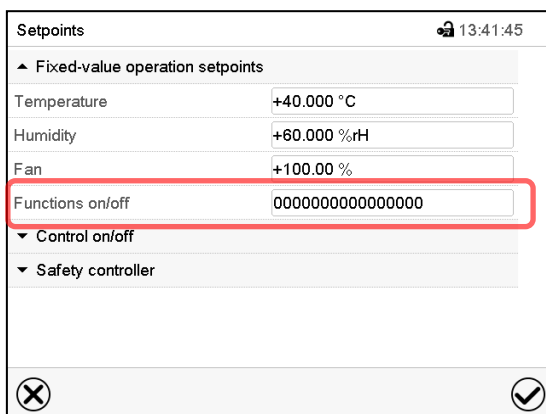 Setpoints 13:41:45
Fixed-value operation setpoints
Temperature +40.000 °C
Humidity +60.000 %rH
Fan +100.00 %
Functions on/off 0000000000000000
Control on/off
Safety controller